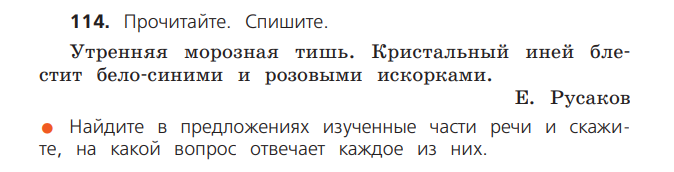 114. Прочитайте. Спишите.
Утренняя морозная тишь. Кристальный иней бле-
стит бело-синими и розовыми искорками.
Е. Русаков
● Найдите в предложениях изученные части речи и скажи-
те, на какой вопрос отвечает каждое из них.